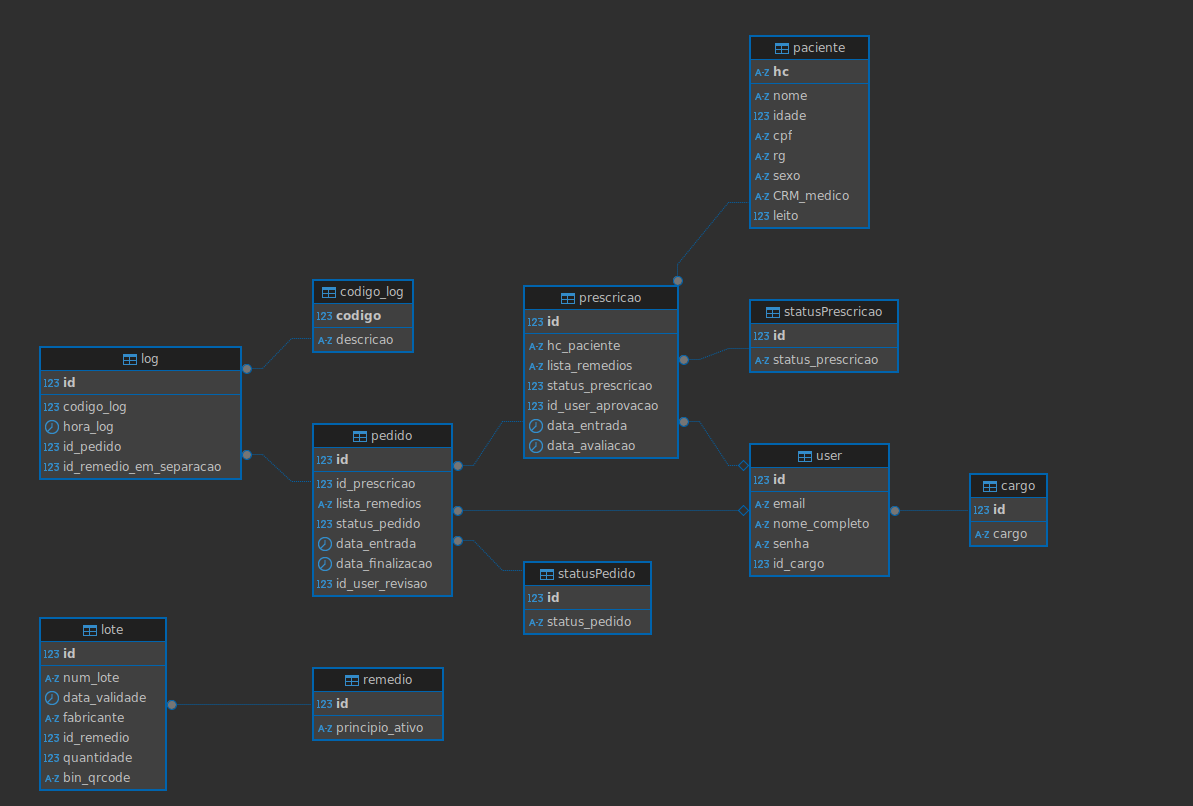 paciente
A-Z hc
A-Z nome
123 idade
A-Z cpf
A-Z rg
A-Z sexo
A-Z CRM_medico
123 leito
codigo_log
123 codigo
A-Z descricao
prescricao
123 id
A-Z hc_paciente
A-Z lista_remedios
123 status_prescricao
123 id_user_aprovacao
data_entrada
data_avaliacao
statusPrescricao
123 id
A-Z status_prescricao
log
123 id
123 codigo_log
hora_log
123 id_pedido
123 id_remedio_em_separacao
pedido
123 id
123 id_prescricao
A-Z lista_remedios
123 status_pedido
data_entrada
data_finalizacao
123 id_user_revisao
user
123 id
A-Z email
A-Z nome_completo
A-Z senha
123 id_cargo
cargo
123 id
A-Z cargo
statusPedido
123 id
A-Z status_pedido
lote
123 id
A-Z num_lote
data_validade
A-Z fabricante
123 id_remedio
123 quantidade
A-Z bin_qrcode
remedio
123 id
A-Z principio_ativo